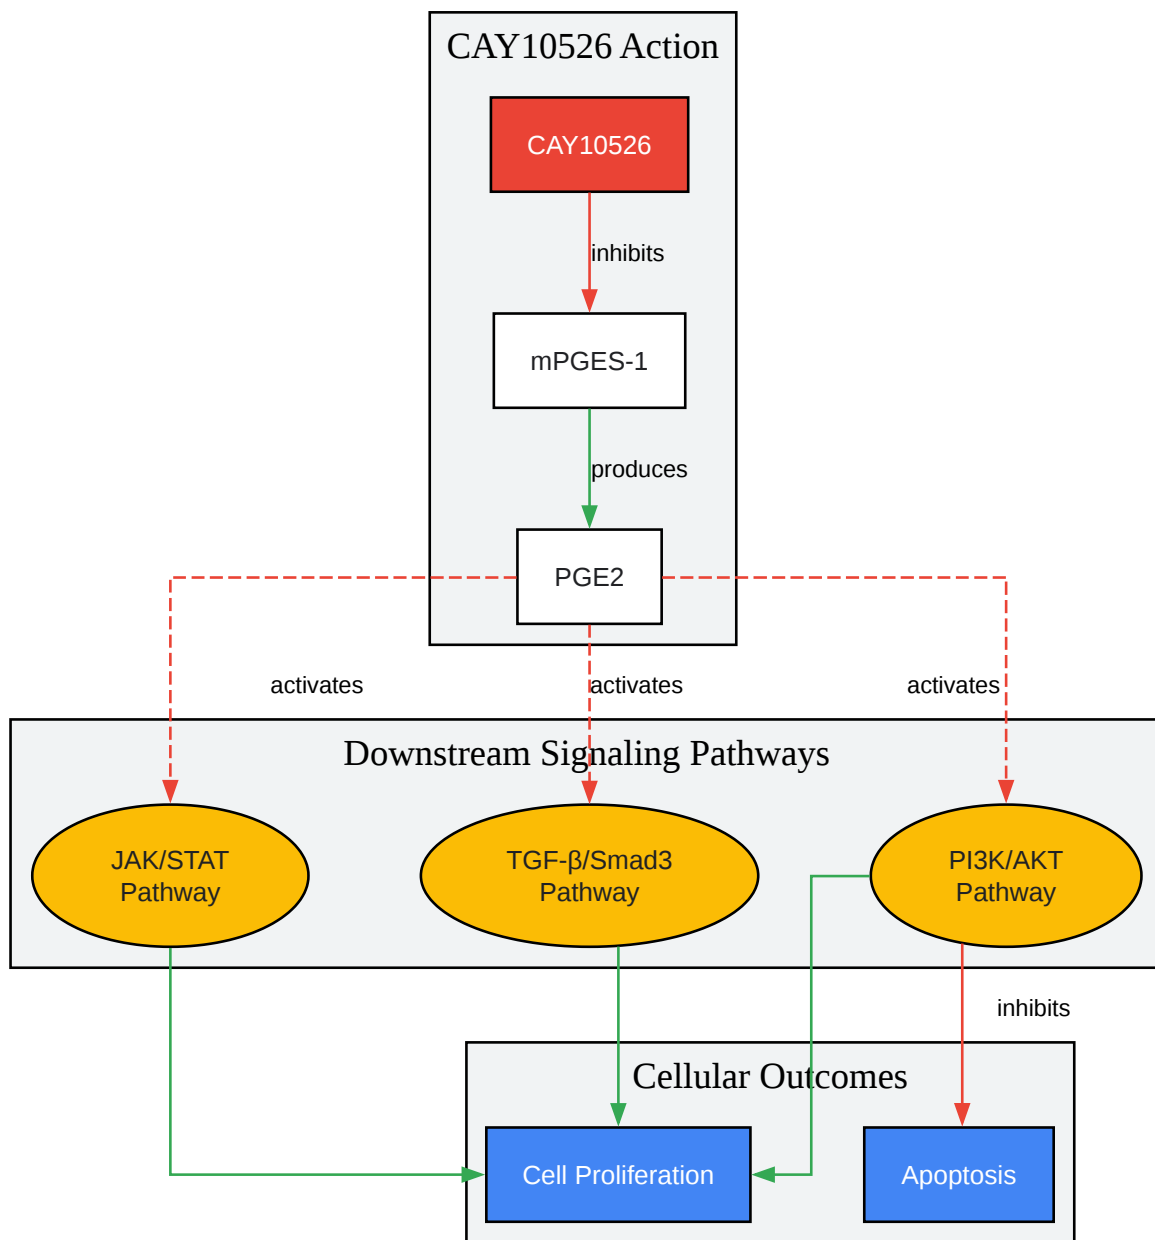 CAY10526 Action
CAY10526
inhibits
mPGES-1
produces
PGE2
activates
activates
activates
Downstream Signaling Pathways
JAK/STAT
Pathway
TGF-β/Smad3
Pathway
PI3K/AKT
Pathway
inhibits
Cellular Outcomes
Cell Proliferation
Apoptosis